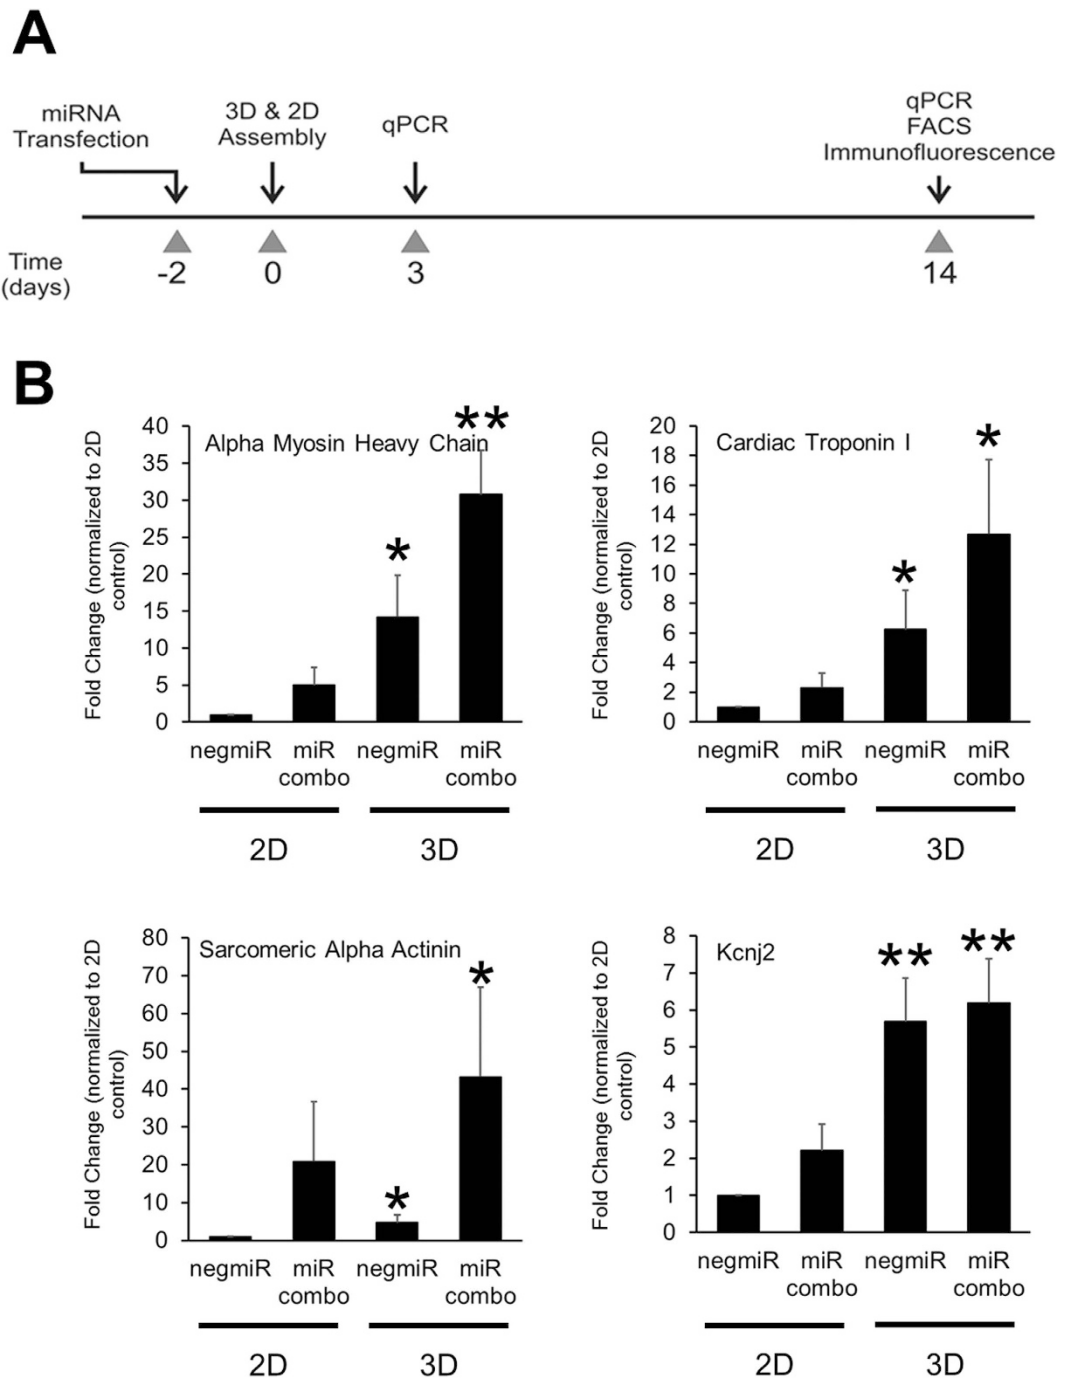 A
miRNA
Transfection
3D & 2D
Assembly
qPCR
qPCR
FACS
Immunofluorescence
Time
(days)
-2
0
3
14
B
Fold Change (normalized to 2D
control)
40
35
30
25
20
15
10
5
0
Alpha Myosin Heavy Chain
*
**
negmiR
miR
combo
negmiR
miR
combo
2D
3D
Fold Change (normalized to 2D
control)
20
18
16
14
12
10
8
6
4
2
0
Cardiac Troponin I
*
*
negmiR
miR
combo
negmiR
miR
combo
2D
3D
Fold Change (normalized to 2D
control)
80
70
60
50
40
30
20
10
0
Sarcomeric Alpha Actinin
*
*
negmiR
miR
combo
negmiR
miR
combo
2D
3D
Fold Change (normalized to 2D
control)
8
7
6
5
4
3
2
1
0
Kcnj2
**
**
negmiR
miR
combo
negmiR
miR
combo
2D
3D